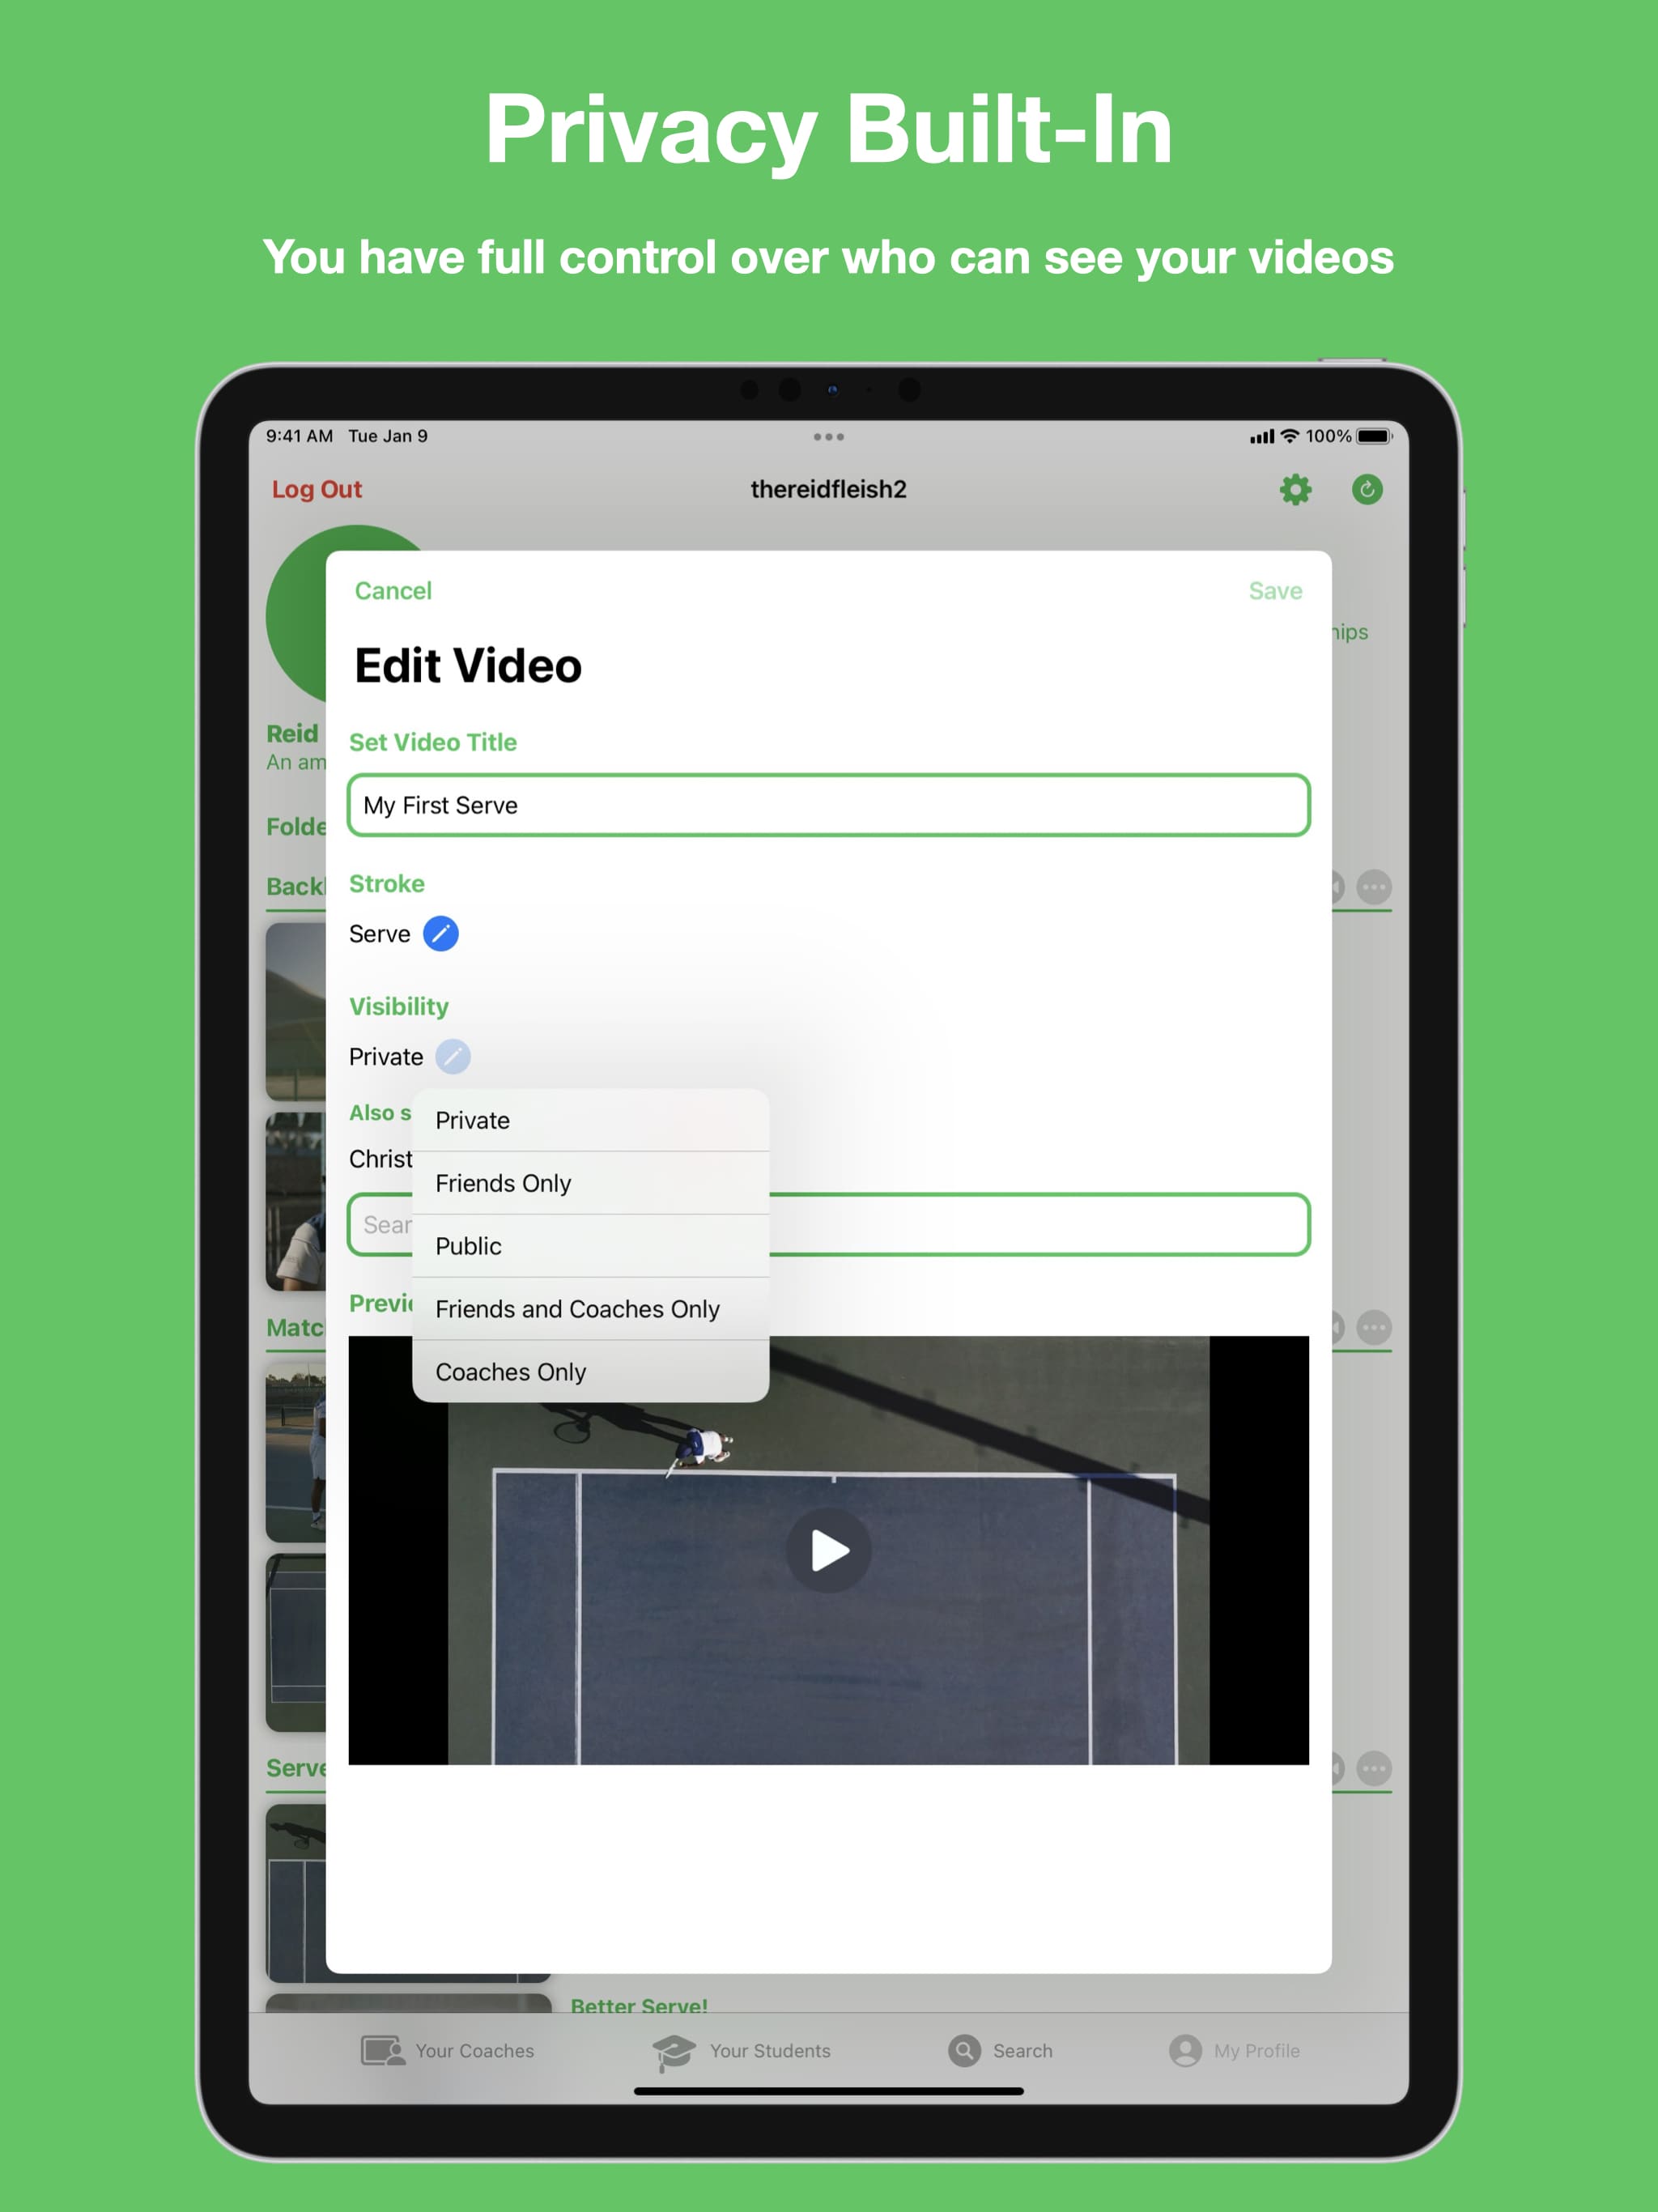 Privacy Built-In
You have full control over who can see your videos
9:41 AM Tue Jan 9
100%
Log Out
thereidfleish2
Cancel
Save
Edit Video
Set Video Title
Reid
An am
My First Serve
Folde
Stroke
Serve
Visibility
Private
Also s
Private
Christ
Friends Only
Sear
Public
Previ
Friends and Coaches Only
Matc
Coaches Only
Serve
Better Serve!
Your Coaches
Your Students
Search
My Profile